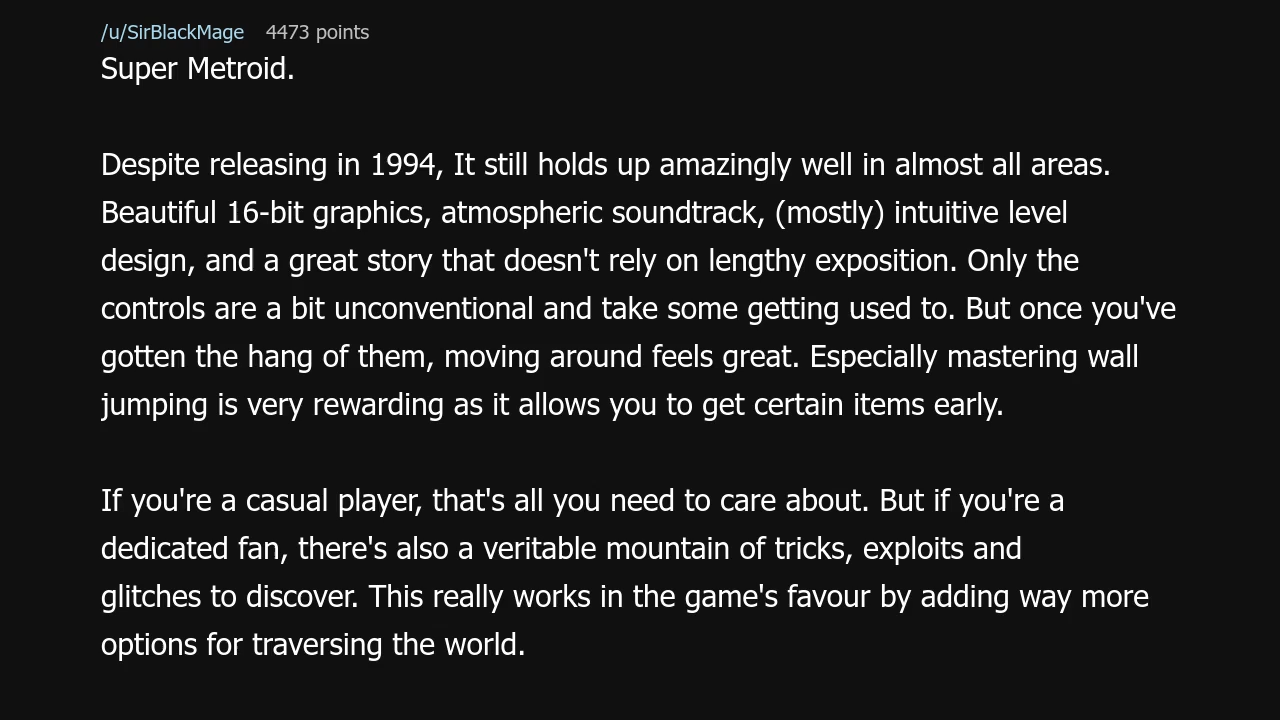 /u/SirBlackMage 4473 points
Super Metroid.
Despite releasing in 1994, It still holds up amazingly well in almost all areas.
Beautiful 16-bit graphics, atmospheric soundtrack, (mostly) intuitive level
design, and a great story that doesn't rely on lengthy exposition. Only the
controls are a bit unconventional and take some getting used to. But once you've
gotten the hang of them, moving around feels great. Especially mastering wall
jumping is very rewarding as it allows you to get certain items early.
If you're a casual player, that's all you need to care about. But if you're a
dedicated fan, there's also a veritable mountain of tricks, exploits and
glitches to discover. This really works in the game's favour by adding way more
options for traversing the world.